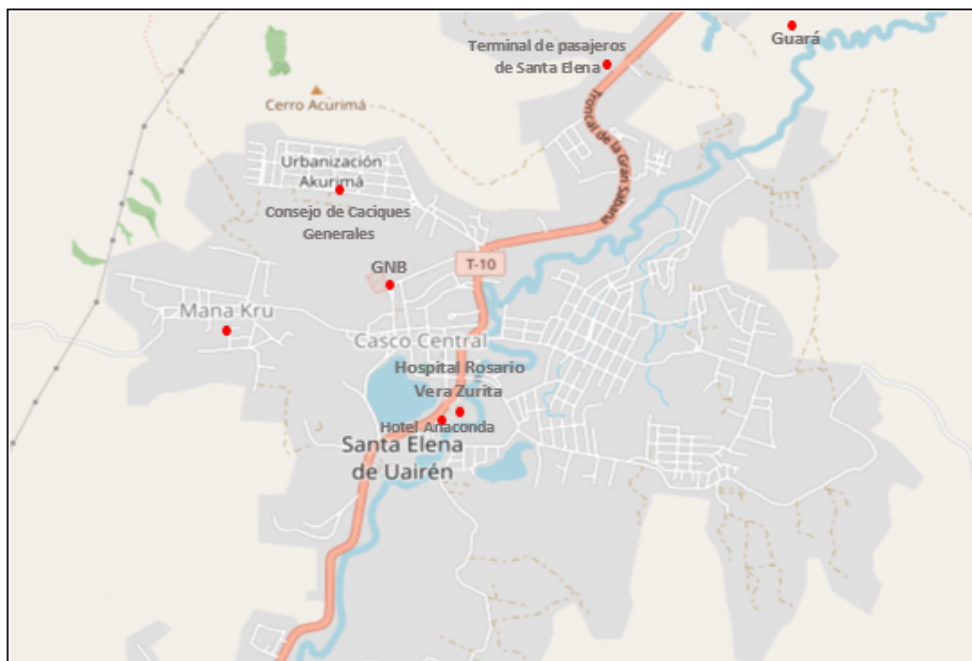 Terminal de pasajeros
de Santa Elena
Guará
Cerro Acurimá
Troncal de la Gran Sabana
Urbanización
Akurimá
Consejo de Caciques
Generales
GNB
T-10
Mana Kru
Casco Central
Hospital Rosario
Vera Zurita
Hotel Anaconda
Santa Elena
de Uairén